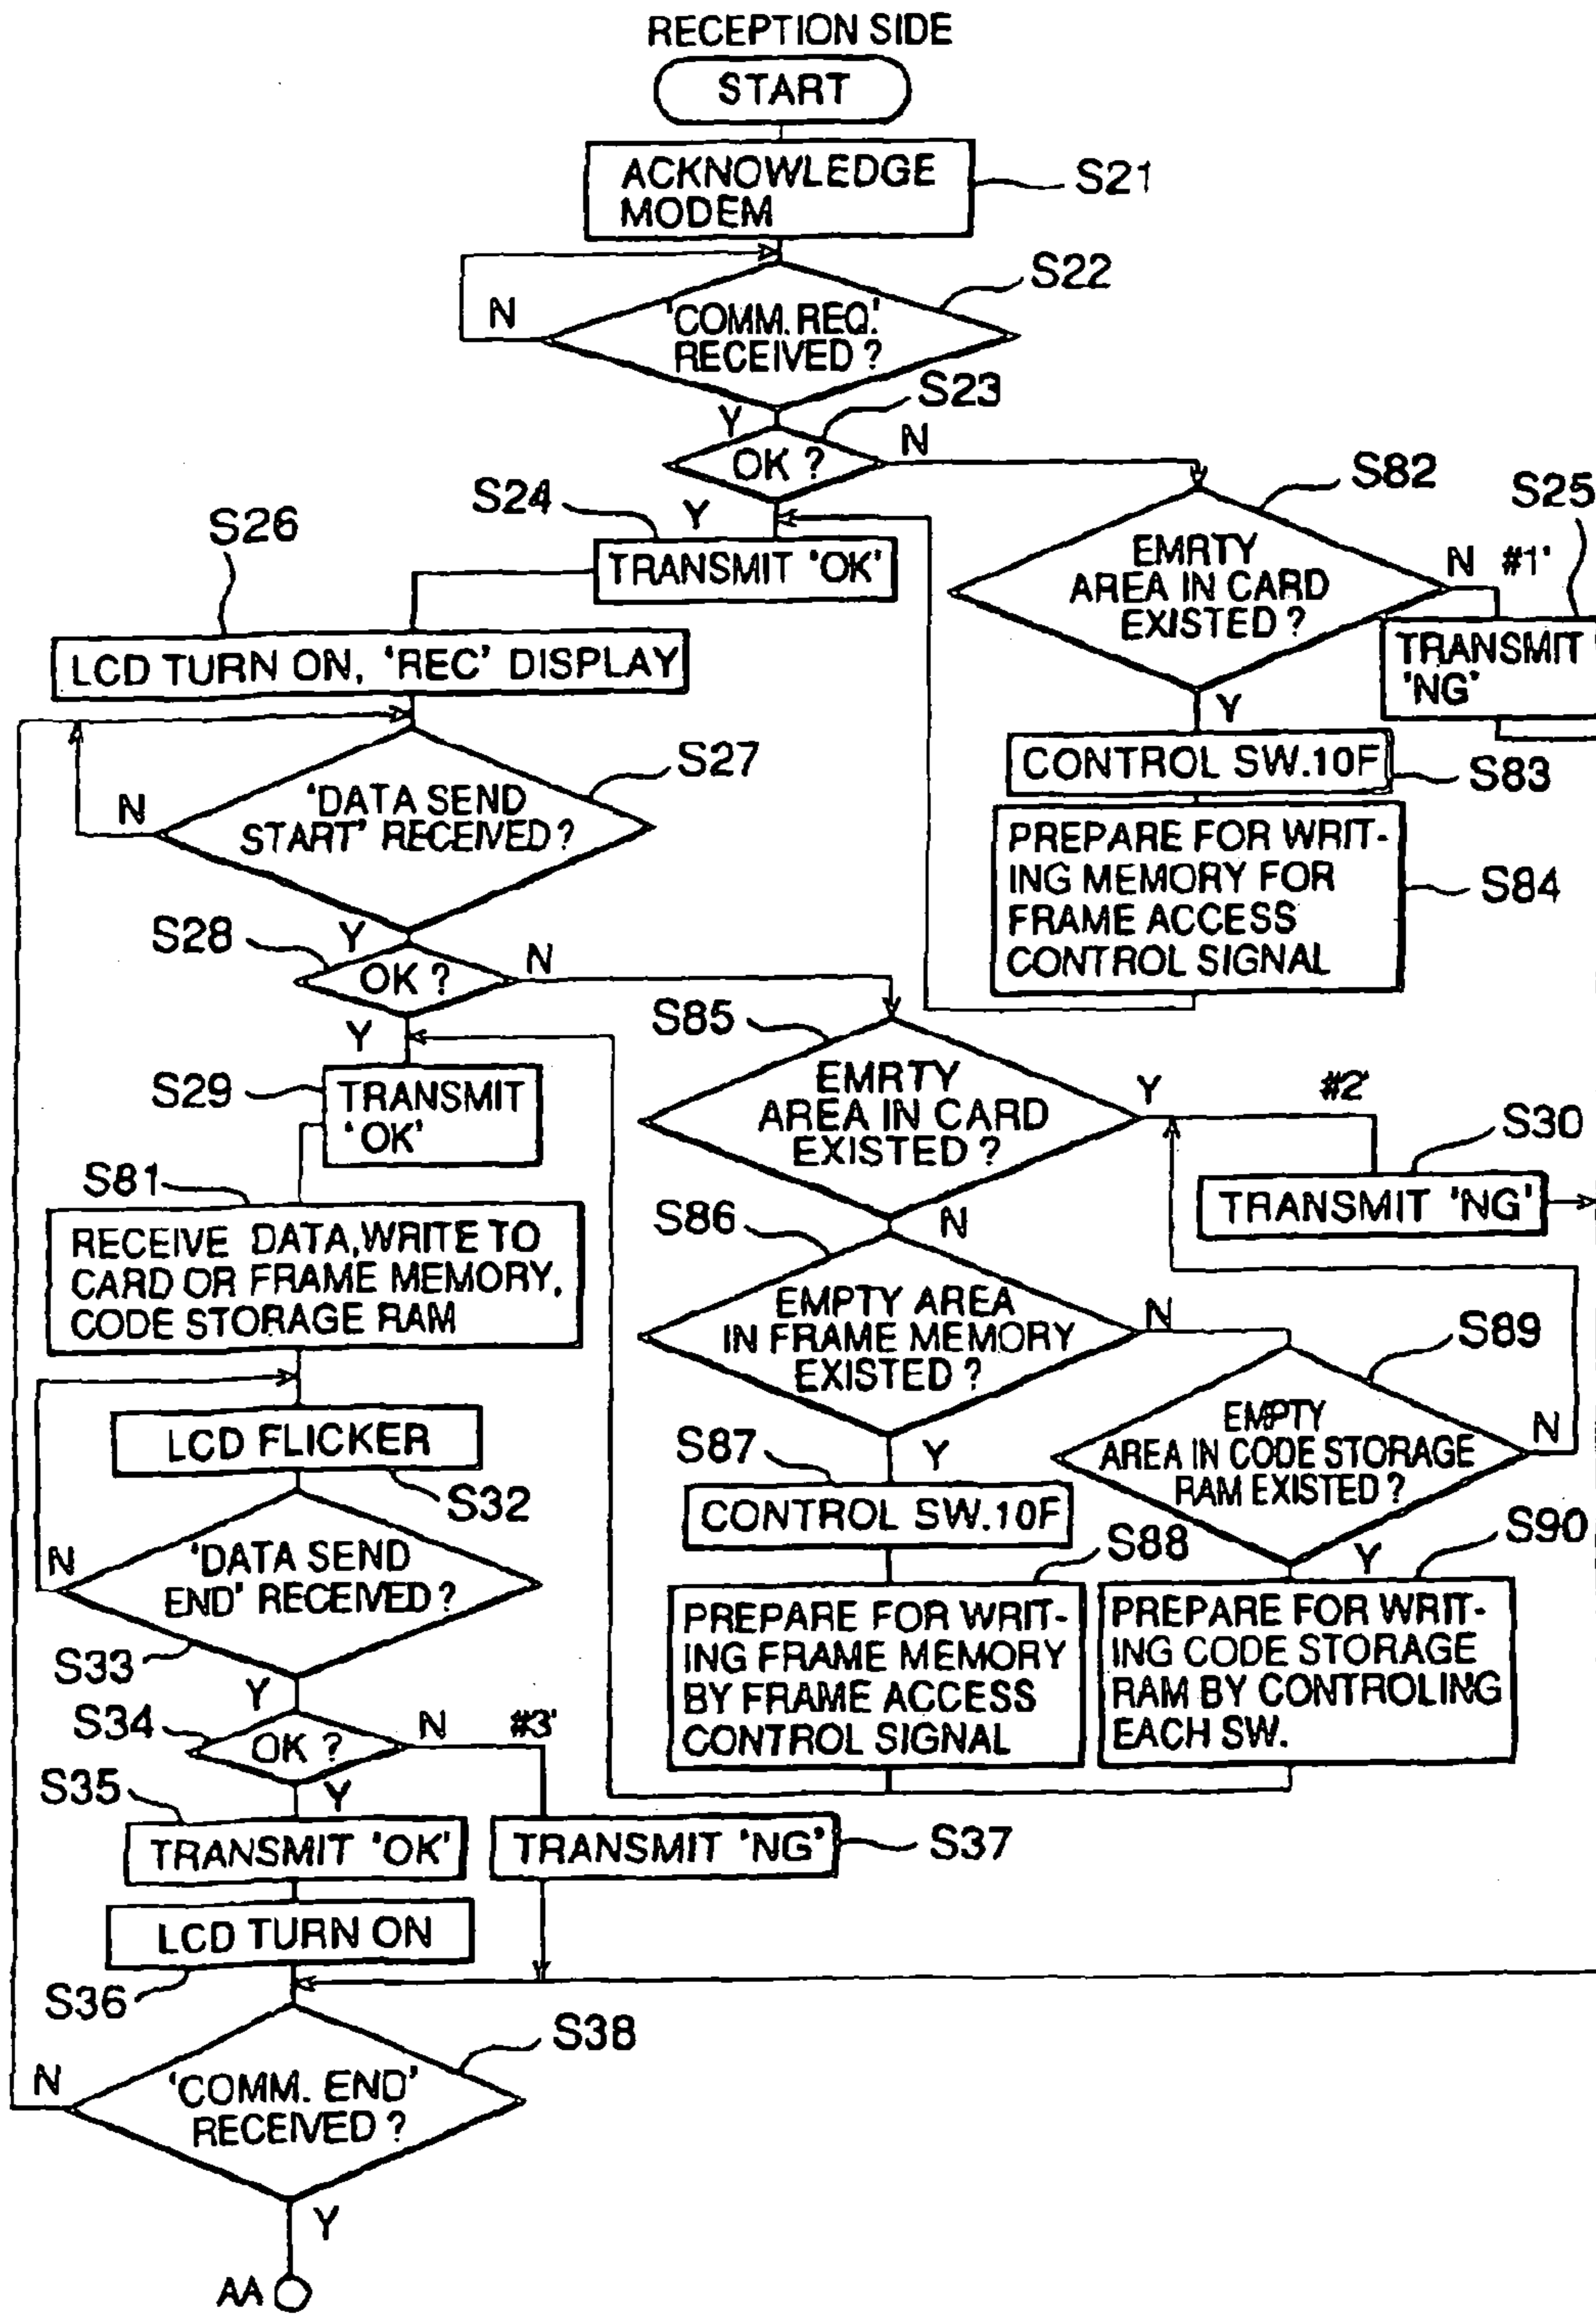 RECEPTION SIDE
START
ACKNOWLEDGE
MODEM
S21
S22
N
'COMM. REQ.'
RECEIVED ?
S23
Y
OK ?
N
S82
S25
S24
Y
TRANSMIT 'OK'
S26
EMRTY
AREA IN CARD
EXISTED ?
N
#1'
TRANSMIT
'NG'
LCD TURN ON, 'REC' DISPLAY
Y
CONTROL SW.10F
S83
S27
N
'DATA SEND
START' RECEIVED ?
PREPARE FOR WRIT-
ING MEMORY FOR
FRAME ACCESS
CONTROL SIGNAL
S84
S28
Y
OK ?
N
S85
Y
EMRTY
AREA IN CARD
EXISTED ?
Y
#2'
S30
TRANSMIT 'NG'
S29
TRANSMIT
'OK'
S81
RECEIVE DATA,WRITE TO
CARD OR FRAME MEMORY,
CODE STORAGE RAM
S86
N
EMPTY AREA
IN FRAME MEMORY
EXISTED ?
N
S89
EMPTY
AREA IN CODE STORAGE
RAM EXISTED ?
N
LCD FLICKER
S32
S87
Y
CONTROL SW.10F
S88
Y
S90
N
'DATA SEND
END' RECEIVED ?
S33
PREPARE FOR WRIT-
ING FRAME MEMORY
BY FRAME ACCESS
CONTROL SIGNAL
PREPARE FOR WRIT-
ING CODE STORAGE
RAM BY CONTROLING
EACH SW.
Y
S34
OK ?
N
#3'
S35
Y
TRANSMIT 'OK'
TRANSMIT 'NG'
S37
LCD TURN ON
S36
S38
N
'COMM. END'
RECEIVED ?
Y
AA